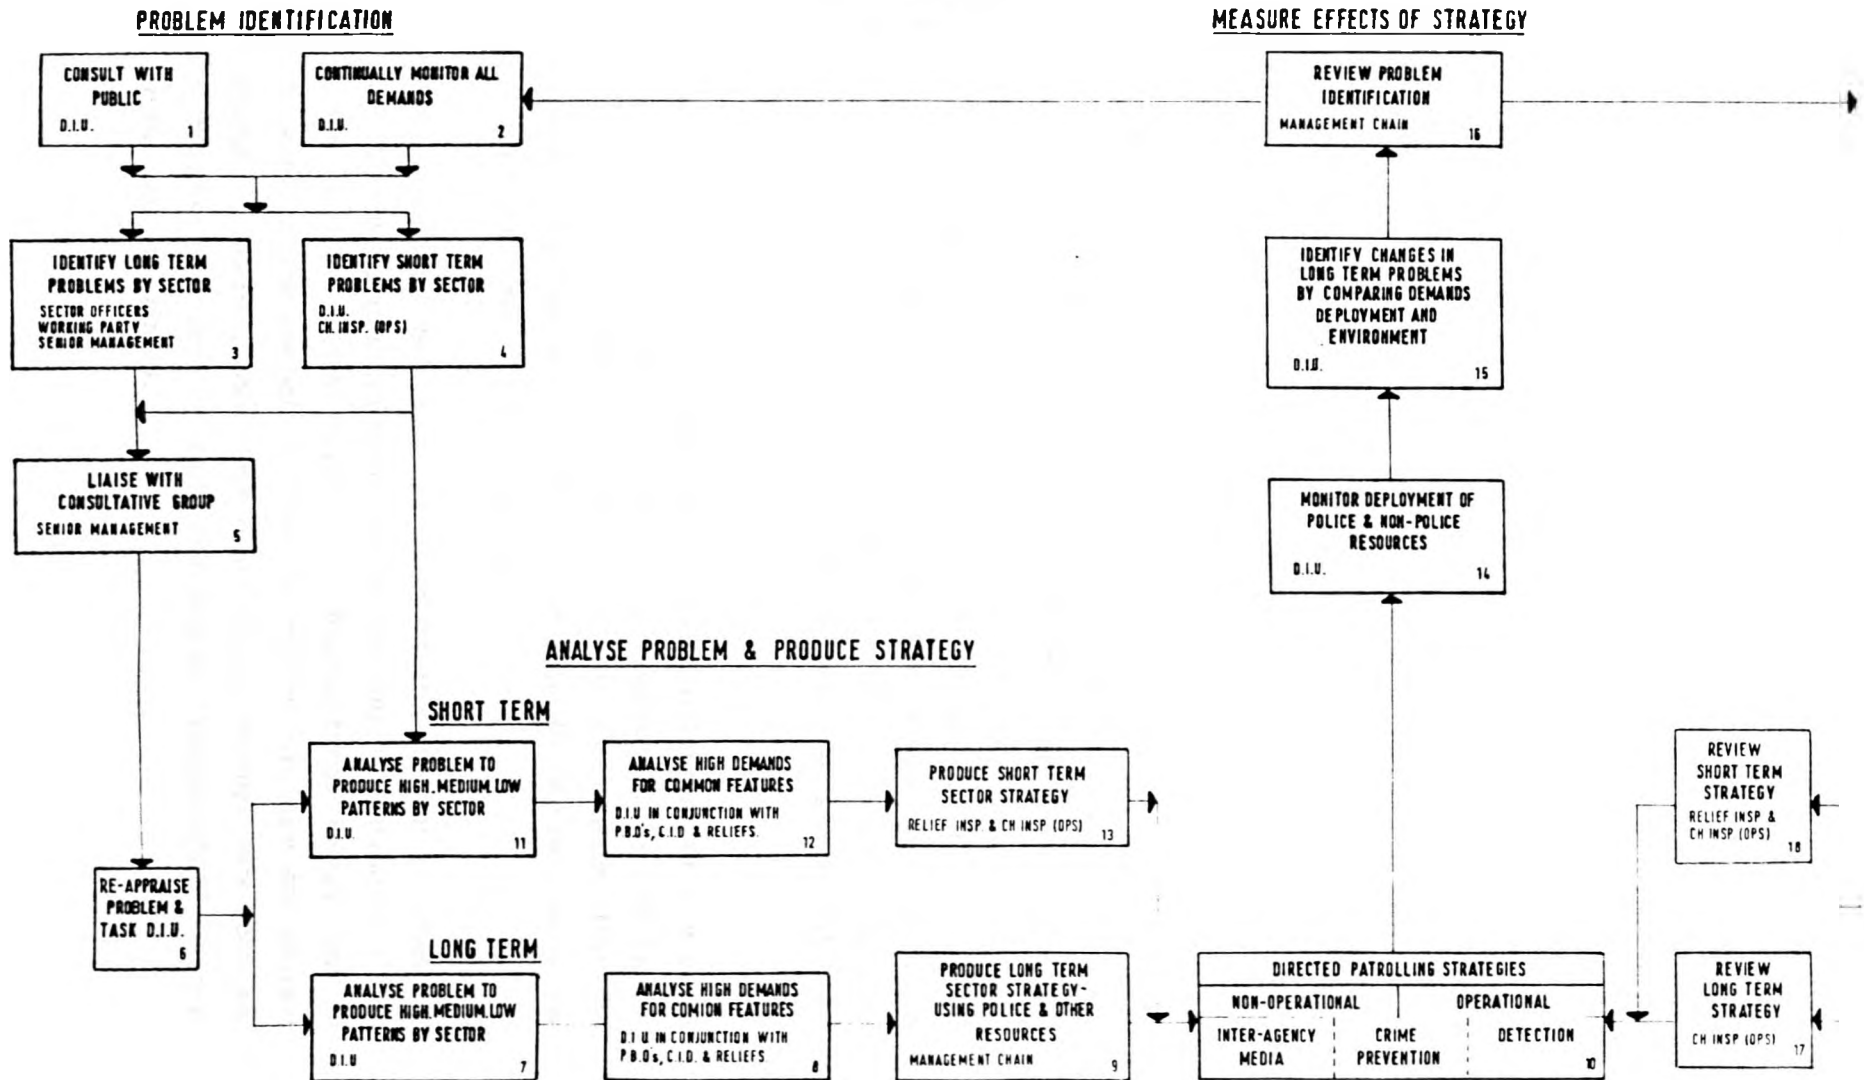 PROBLEM IDENTIFICATION
CONSULT WITH
PUBLIC
D.I.U.
1
CONTINUALLY MONITOR ALL
DEMANDS
D.I.U.
2
IDENTIFY LONG TERM
PROBLEMS BY SECTOR
SECTOR OFFICERS
WORKING PARTY
SENIOR MANAGEMENT
3
IDENTIFY SHORT TERM
PROBLEMS BY SECTOR
D.I.U.
CH. INSP. (OPS)
4
LIAISE WITH
CONSULTATIVE GROUP
SENIOR MANAGEMENT
5
RE-APPRAISE
PROBLEM &
TASK D.I.U.
6
ANALYSE PROBLEM & PRODUCE STRATEGY
SHORT TERM
ANALYSE PROBLEM TO
PRODUCE HIGH.MEDIUM.LOW
PATTERNS BY SECTOR
D.I.U.
11
ANALYSE HIGH DEMANDS
FOR COMMON FEATURES
D.I.U IN CONJUNCTION WITH
P.B.O's, C.I.D. & RELIEFS.
12
PRODUCE SHORT TERM
SECTOR STRATEGY
RELIEF INSP & CH INSP (OPS)
13
LONG TERM
ANALYSE PROBLEM TO
PRODUCE HIGH.MEDIUM.LOW
PATTERNS BY SECTOR
D.I.U
7
ANALYSE HIGH DEMANDS
FOR COMION FEATURES
D.I U IN CONJUNCTION WITH
P B.O's, C.I.D. & RELIEFS
8
PRODUCE LONG TERM
SECTOR STRATEGY-
USING POLICE & OTHER
RESOURCES
MANAGEMENT CHAIN
9
MEASURE EFFECTS OF STRATEGY
REVIEW PROBLEM
IDENTIFICATION
MANAGEMENT CHAIN
16
IDENTIFY CHANGES IN
LONG TERM PROBLEMS
BY COMPARING DEMANDS
DEPLOYMENT AND
ENVIRONMENT
D.I.U.
15
MONITOR DEPLOYMENT OF
POLICE & NON-POLICE
RESOURCES
D.I.U.
14
DIRECTED PATROLLING STRATEGIES
NON-OPERATIONAL
OPERATIONAL
INTER-AGENCY
MEDIA
CRIME
PREVENTION
DETECTION
10
REVIEW
SHORT TERM
STRATEGY
RELIEF INSP &
CH INSP (OPS)
18
REVIEW
LONG TERM
STRATEGY
CH INSP (OPS)
17